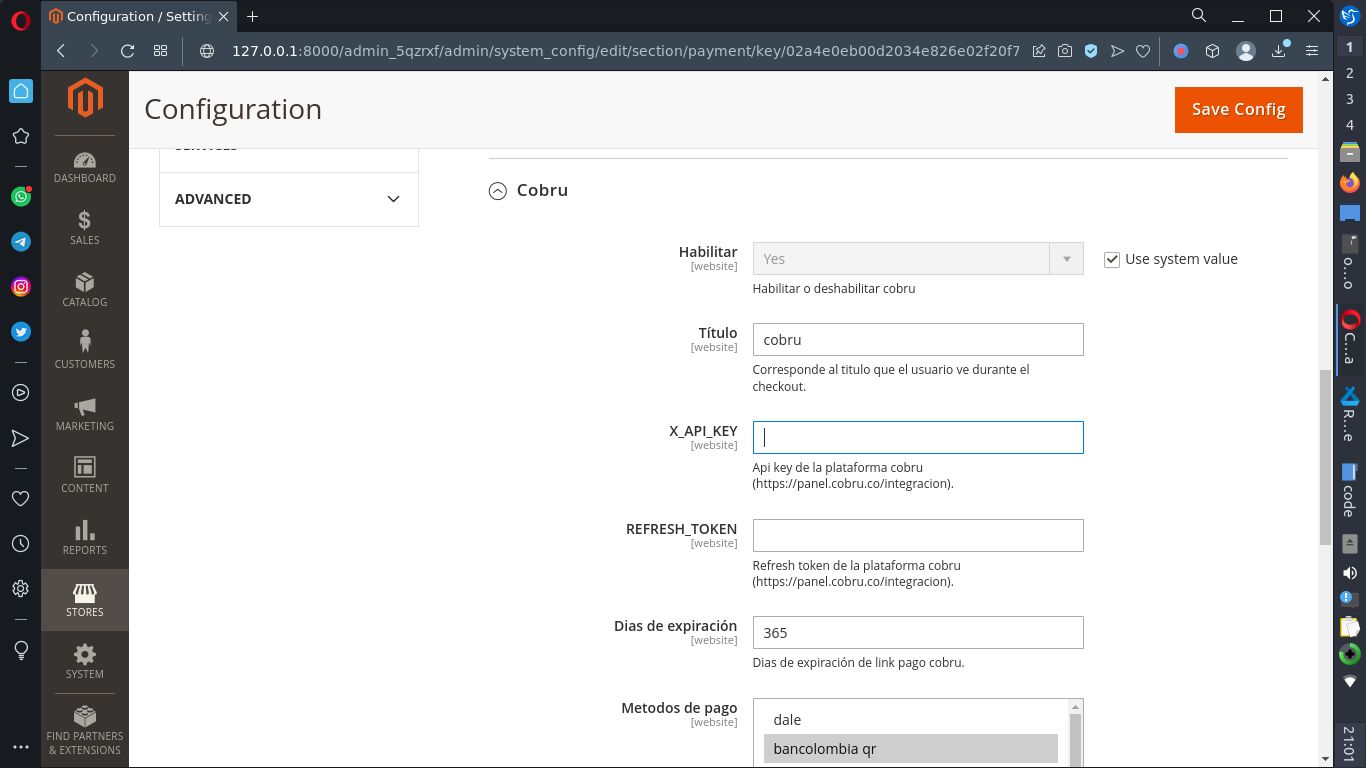 Configuration / Setting
127.0.0.1:8000/admin_5qzrxf/admin/system_config/edit/section/payment/key/02a4e0eb00d2034e826e02f20f7
Configuration
Save Config
DASHBOARD
SALES
CATALOG
CUSTOMERS
MARKETING
CONTENT
REPORTS
STORES
SYSTEM
FIND PARTNERS
& EXTENSIONS
SERVICES
ADVANCED
Cobru
Habilitar
[website]
Yes
Use system value
Habilitar o deshabilitar cobru
Título
[website]
cobru
Corresponde al titulo que el usuario ve durante el
checkout.
X_API_KEY
[website]
Api key de la plataforma cobru
(https://panel.cobru.co/integracion).
REFRESH_TOKEN
[website]
Refresh token de la plataforma cobru
(https://panel.cobru.co/integracion).
Dias de expiración
[website]
365
Dias de expiración de link pago cobru.
Metodos de pago
[website]
dale
bancolombia qr
1
2
3
4
o...o
C...a
R...e
code
21:01